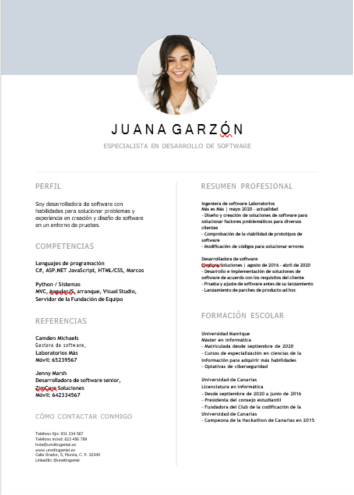 JUANA GARZÓN
ESPECIALISTA EN DESARROLLO DE SOFTWARE
PERFIL
Soy desarrolladora de software con
habilidades para solucionar problemas y
experiencia en creación y diseño de software
en un entorno de pruebas.
COMPETENCIAS
Lenguajes de programación
C#, ASP.NET JavaScript, HTML/CSS, Marcos
Python / Sistemas
MVC, AngularJS, arranque, Visual Studio,
Servidor de la Fundación de Equipo
REFERENCIAS
Camden Michaels
Gestora de software,
Laboratorios Más
Móvil: 65239567
Jenny Marsh
Desarrolladora de software senior,
Soluciones
Móvil: 642334567
CÓMO CONTACTAR CONMIGO
Teléfono fijo: 816 234 567
Teléfono móvil: 623 456 789
RESUMEN PROFESIONAL
Ingeniera de software Laboratorios
Más es Más | mayo 2020 - actualidad
- Diseño y creación de soluciones de software para
solucionar factores problemáticos para diversos
clientes
- Comprobación de la viabilidad de prototipos de
software
- Modificación de códigos para solucionar errores
Desarrolladora de software
Soluciones | agosto de 2016 - abril de 2020
- Desarrollo e implementación de soluciones de
software de acuerdo con los requisitos del cliente
- Prueba y ajuste de software antes de su lanzamiento
- Lanzamiento de parches de producto ad hoc
FORMACIÓN ESCOLAR
Universidad Manrique
Máster en informática
- Matriculada desde septiembre de 2020
- Cursos de especialización en ciencias de la
información para adquirir más habilidades
- Optativas de ciberseguridad
Universidad de Canarias
Licenciatura en informática
- Desde septiembre de 2020 a junio de 2016
- Presidenta del consejo estudiantil
- Fundadora del Club de la codificación de la
Universidad de Canarias
- Campeona de la Hackathon de Canarias en 2015